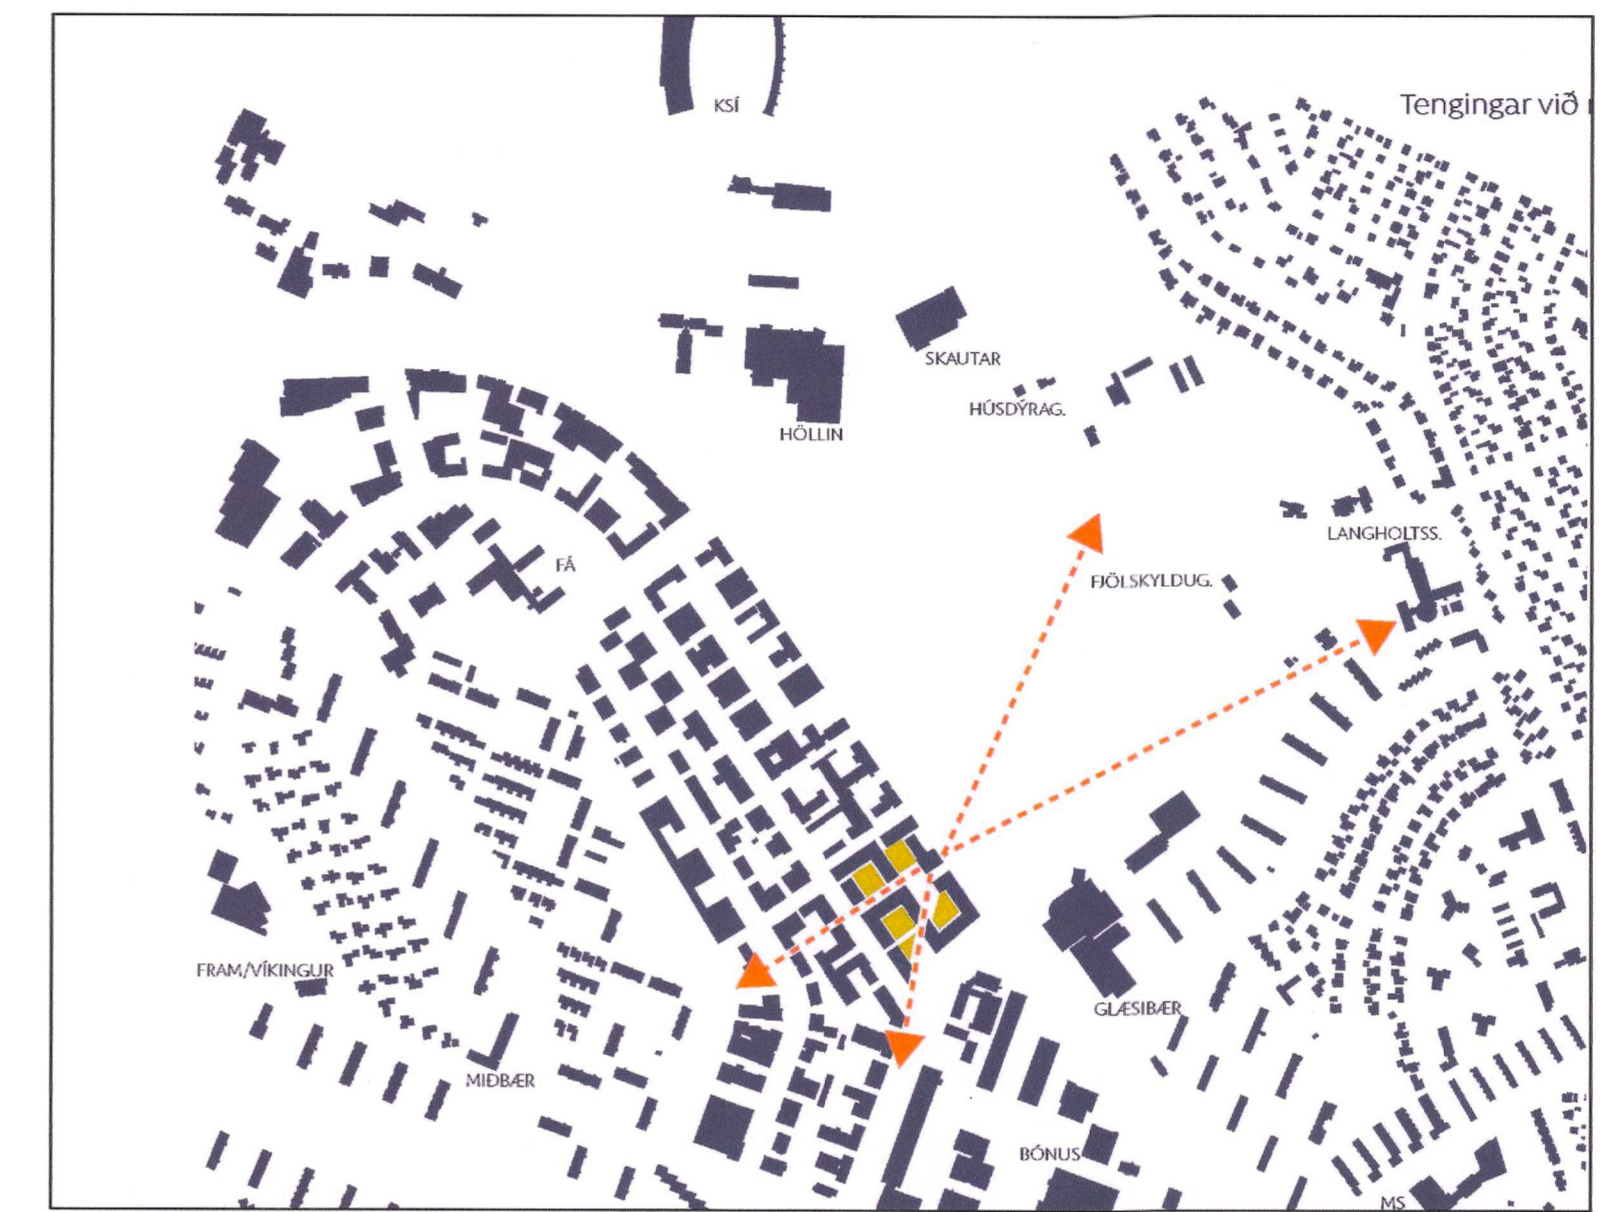 KSÍ
Tengingar við
SKAUTAR
HÚSDÝRAG.
HÖLLIN
LANGHOLTSS.
FÁ
FJÖLSKYLDUG.
FRAM/VÍKINGUR
GLÆSIBÆR
MIÐBÆR
BÓNUS
MS